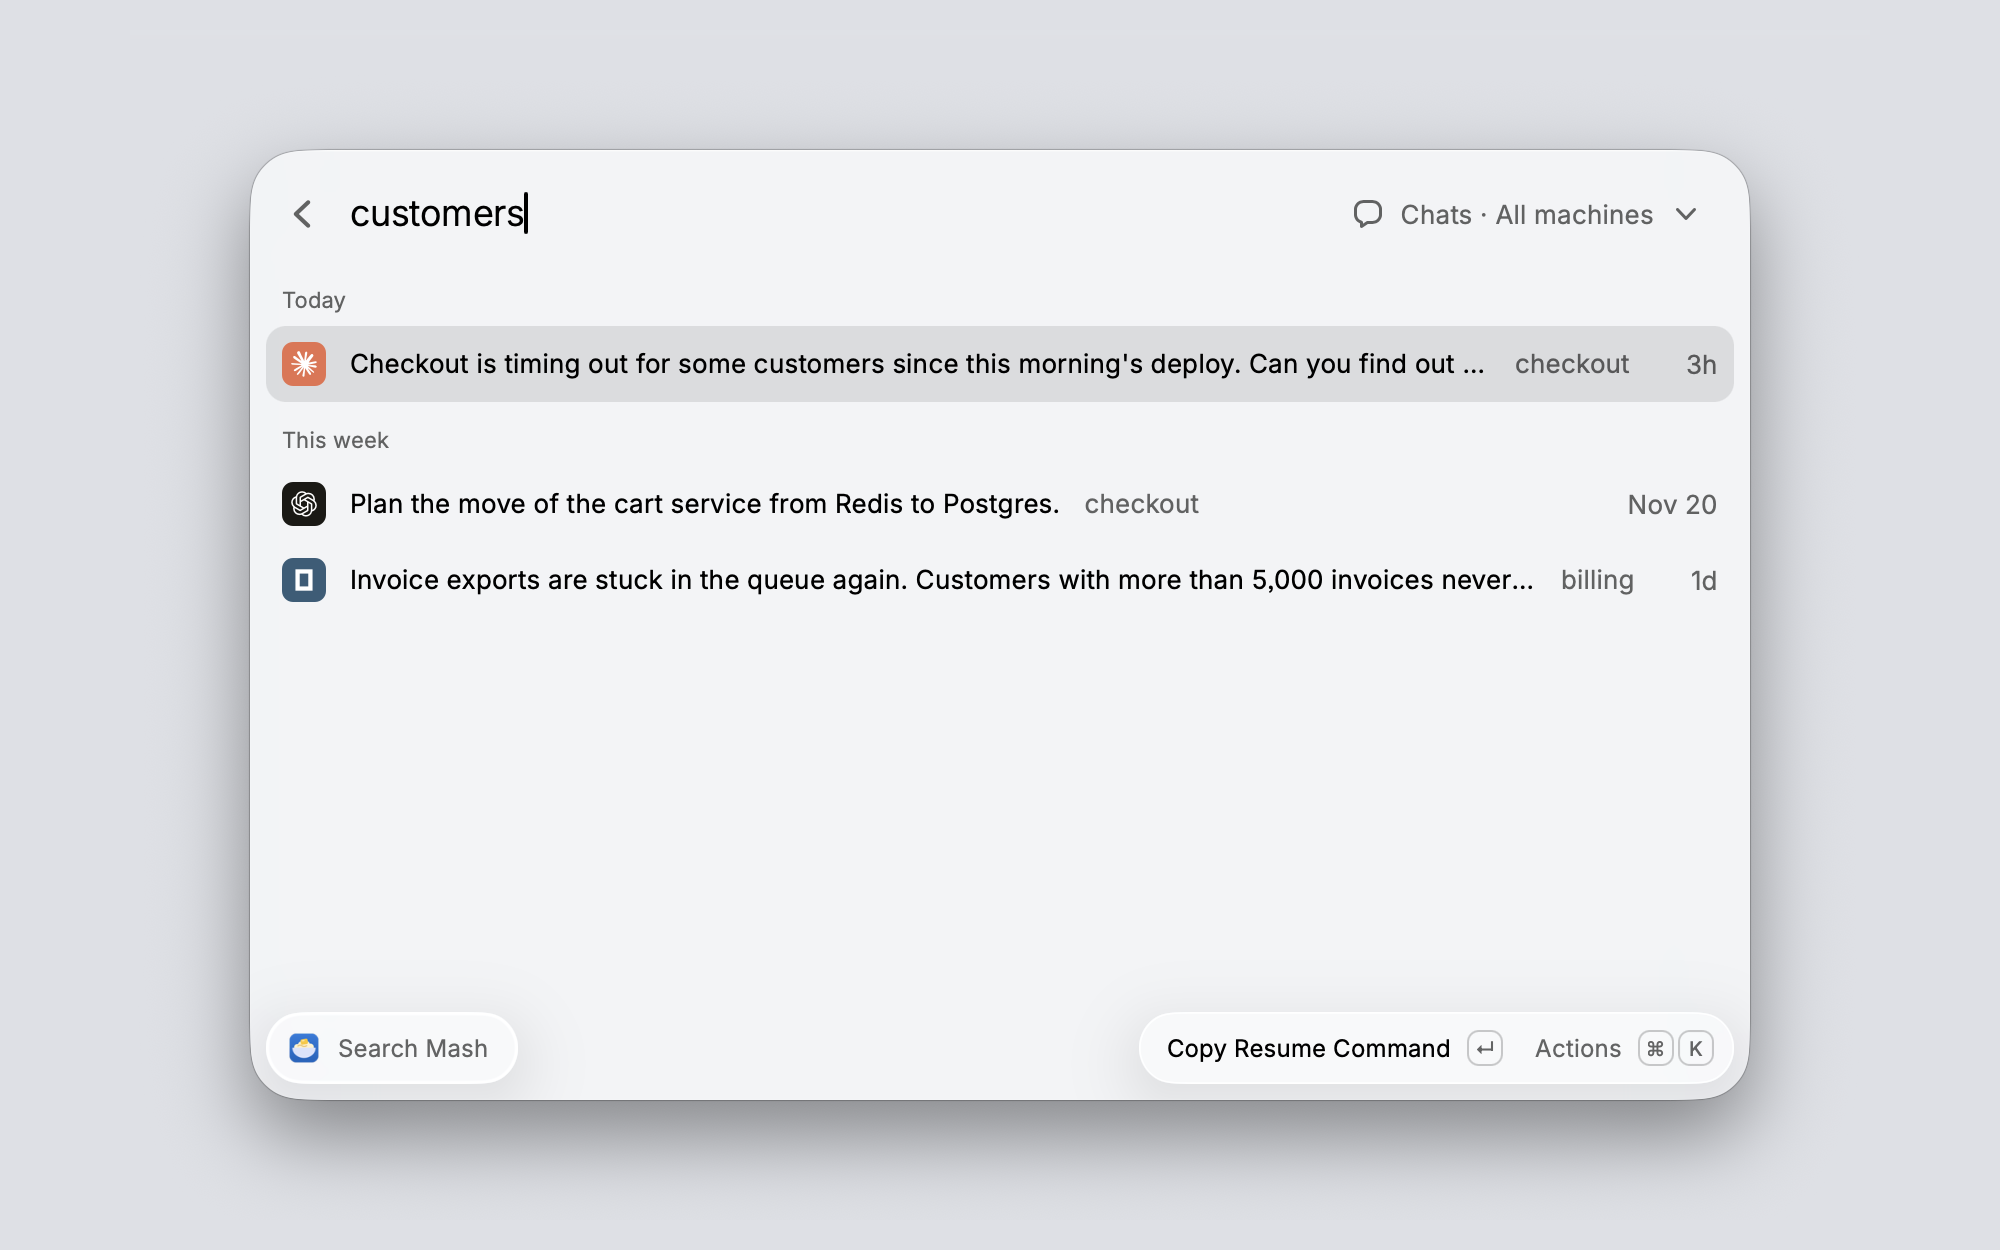 customers
Chats · All machines
Today
Checkout is timing out for some customers since this morning's deploy. Can you find out ... checkout 3h
This week
Plan the move of the cart service from Redis to Postgres. checkout Nov 20
Invoice exports are stuck in the queue again. Customers with more than 5,000 invoices never... billing 1d
Search Mash
Copy Resume Command ↵ Actions ⌘ K